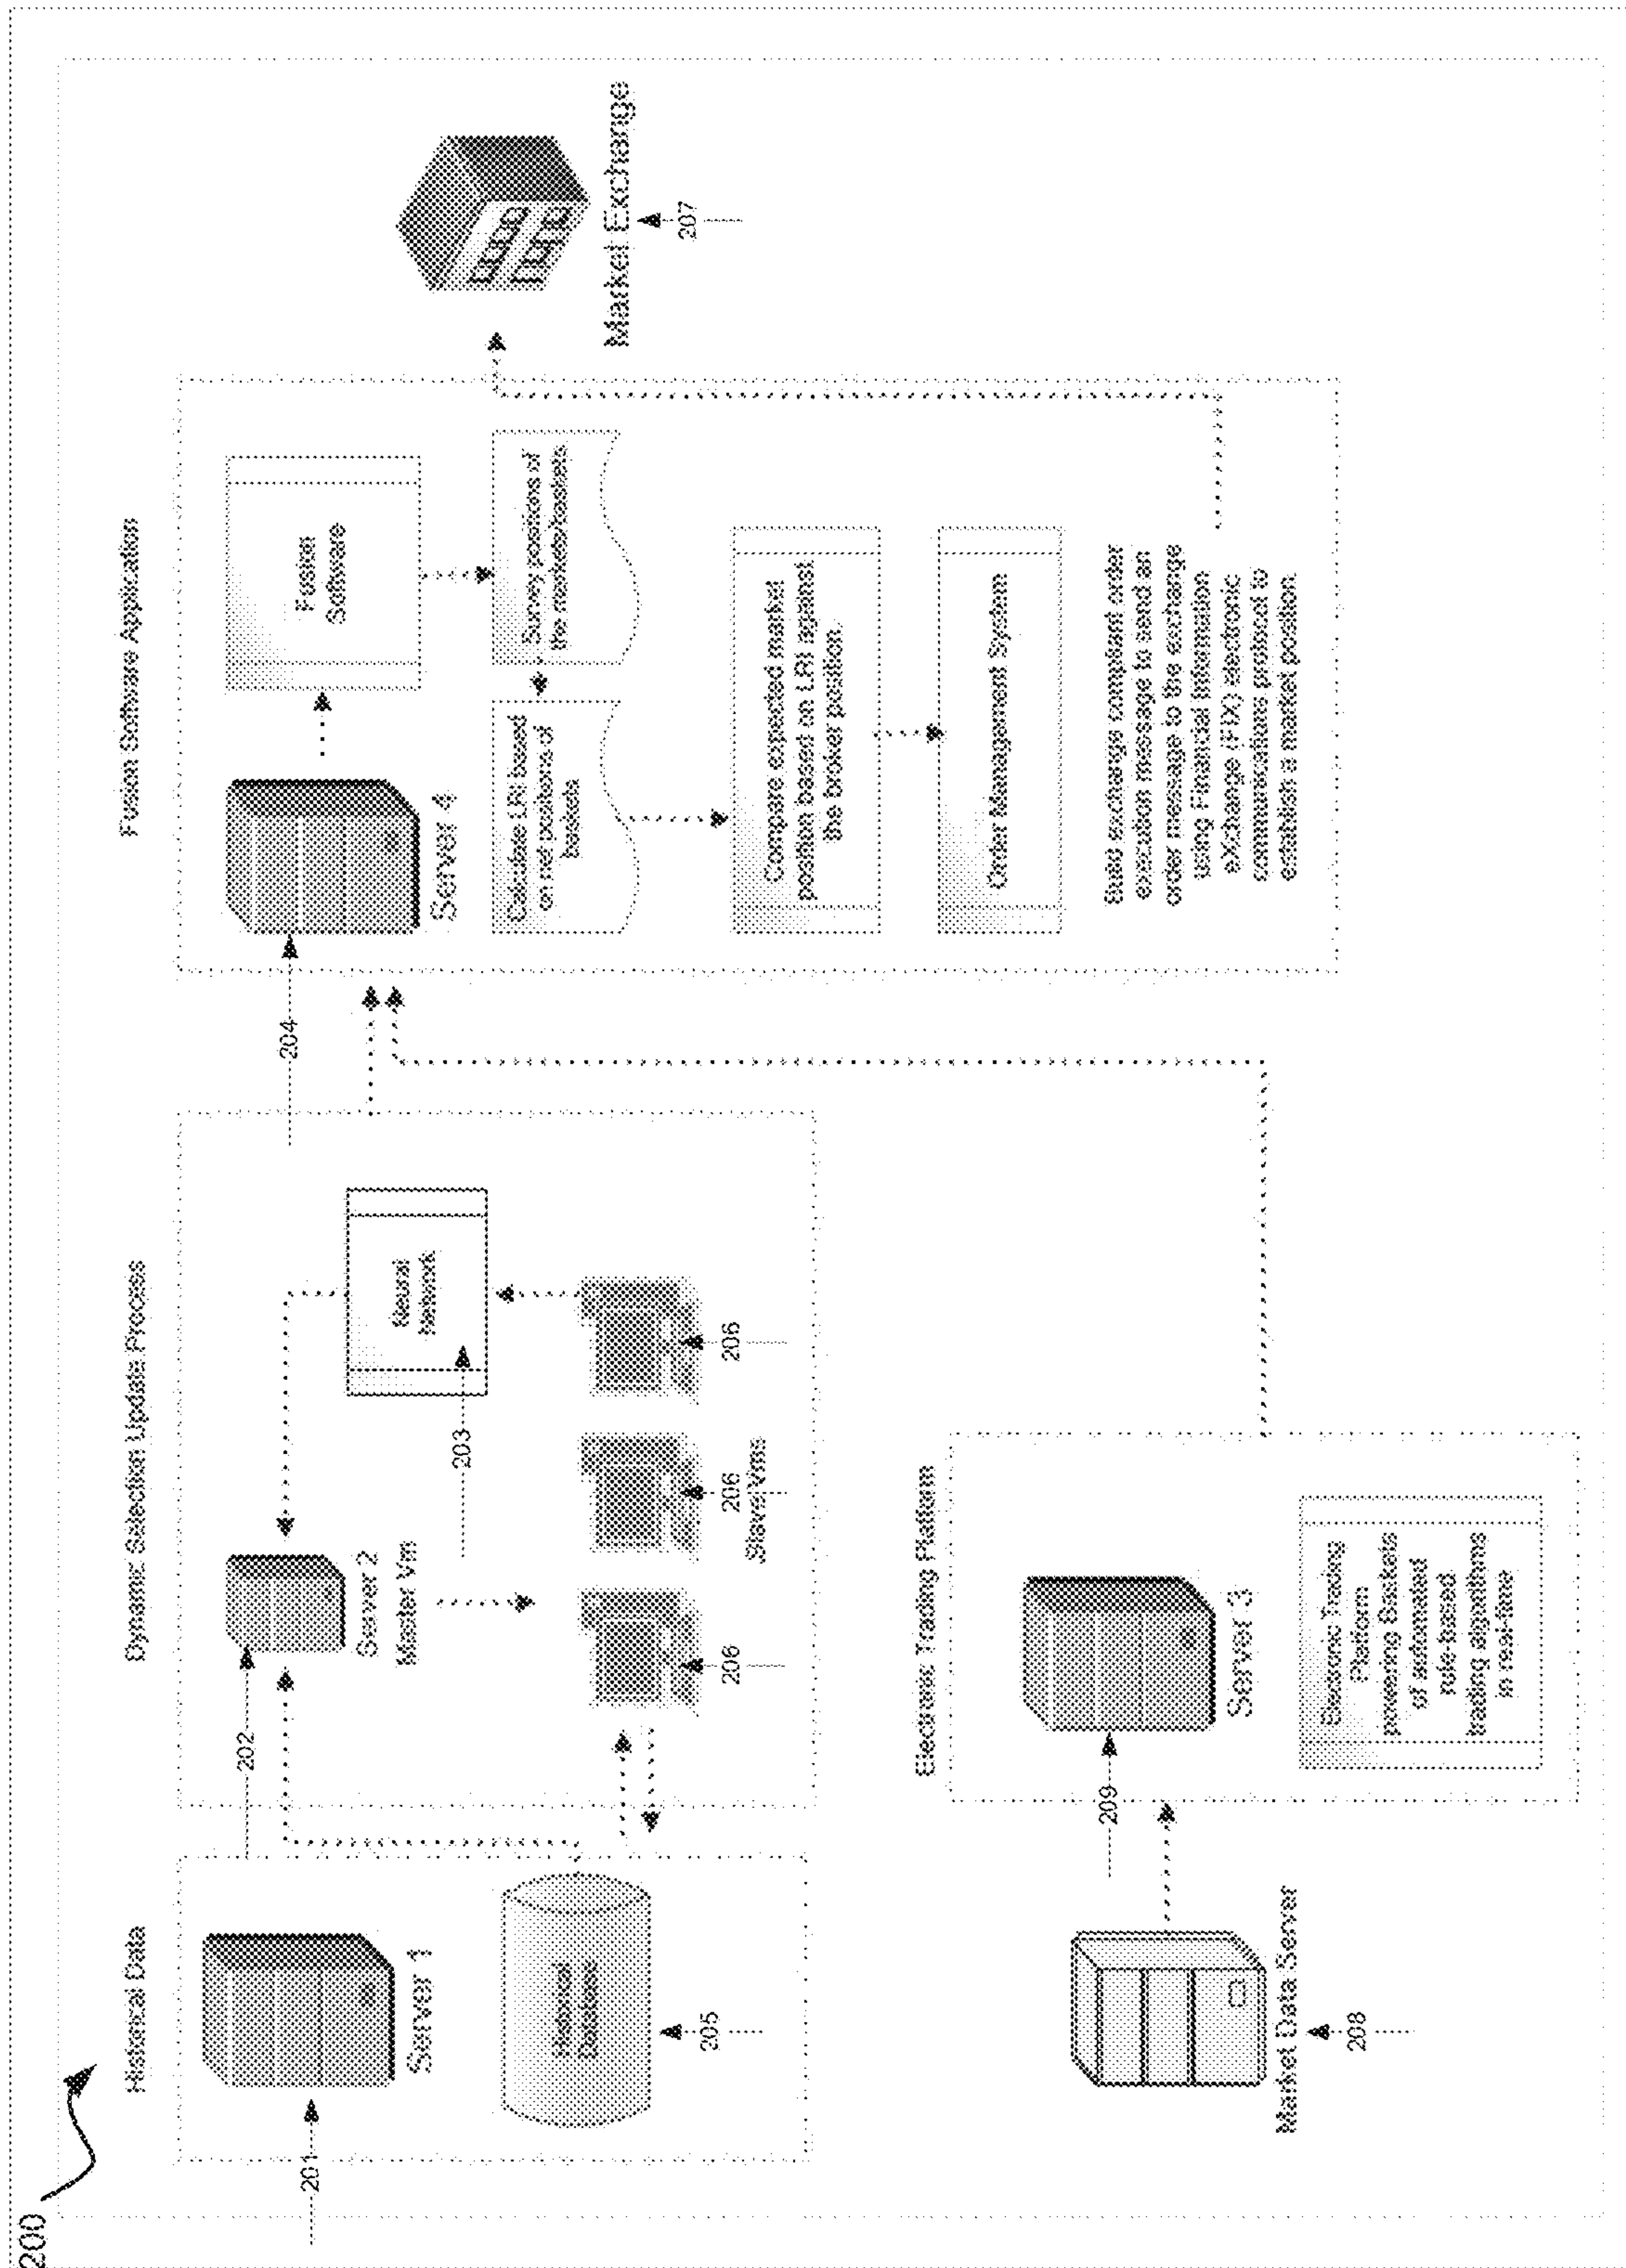 200
Historical Data
201
Server 1
Historical
Database
205
Dynamic Selection Update Process
202
Server 2
Master Vm
203
Neural
Network
206
206
206
Slave Vms
Fusion Software Application
204
Server 4
Fusion
Software
Survey positions of
the models/baskets
Calculate LRI based
on net positions of
baskets
Compare expected market
position based on LRI against
the broker position.
Order Management System
Build exchange compliant order
execution message to send an
order message to the exchange
using Financial Information
eXchange (FIX) electronic
communications protocol to
establish a market position
Market Exchange
207
Market Data Server
208
Electronic Trading Platform
209
Server 3
Electronic Trading
Platform
powering Baskets
of automated
rule-based
trading algorithms
in real-time